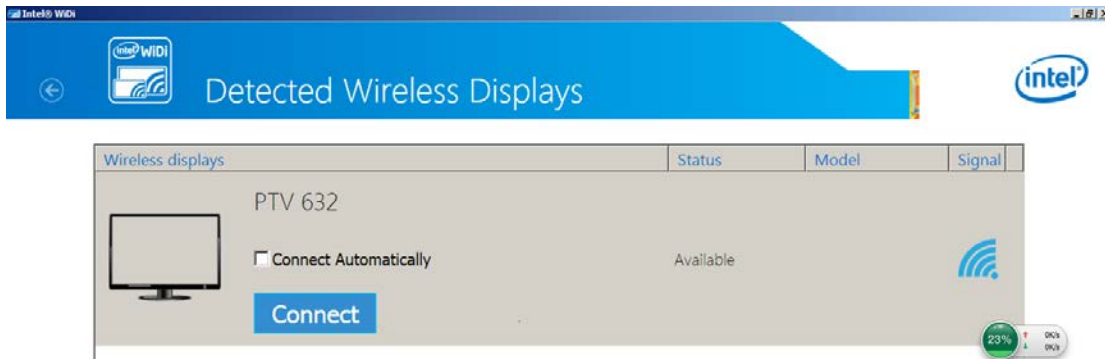 Intel® WiDi
intel® WiDi
Detected Wireless Displays
intel®
Wireless displays Status Model Signal
PTV 632
Connect Automatically
Available
Connect
23%
0K/s
0K/s